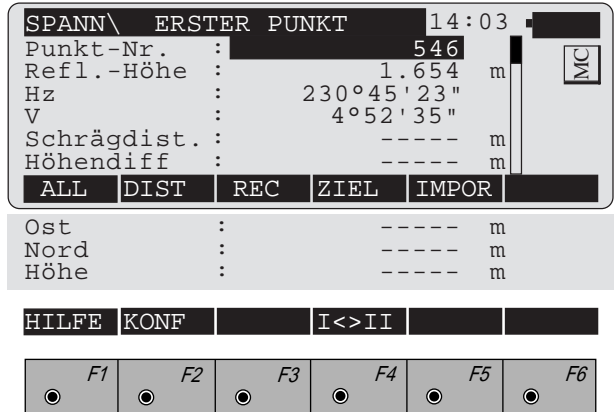 SPANN\ ERSTER PUNKT 14:03
Punkt-Nr. : 546
Refl.-Höhe : 1.654 m
MC
Hz : 230°45'23"
V : 4°52'35"
Schrägdist. : ----- m
Höhendiff : ----- m
ALL DIST REC ZIEL IMPOR
Ost : ----- m
Nord : ----- m
Höhe : ----- m
HILFE KONF I<>II
F1 F2 F3 F4 F5 F6